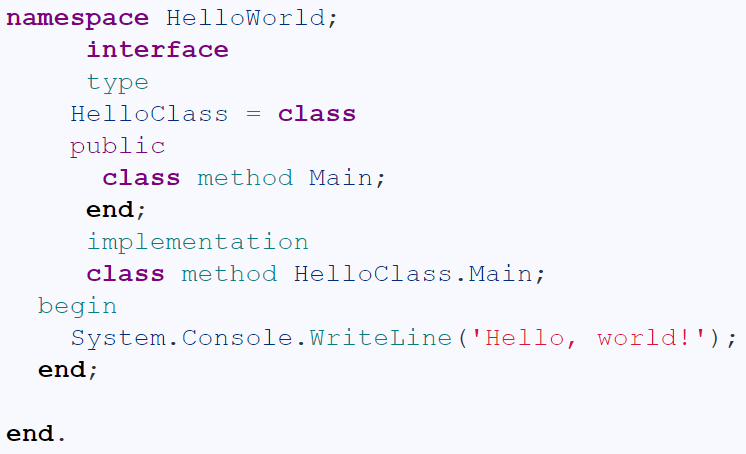 namespace HelloWorld;
interface
type
HelloClass = class
public
class method Main;
end;
implementation
class method HelloClass.Main;
begin
System.Console.WriteLine('Hello, world!');
end;
end.